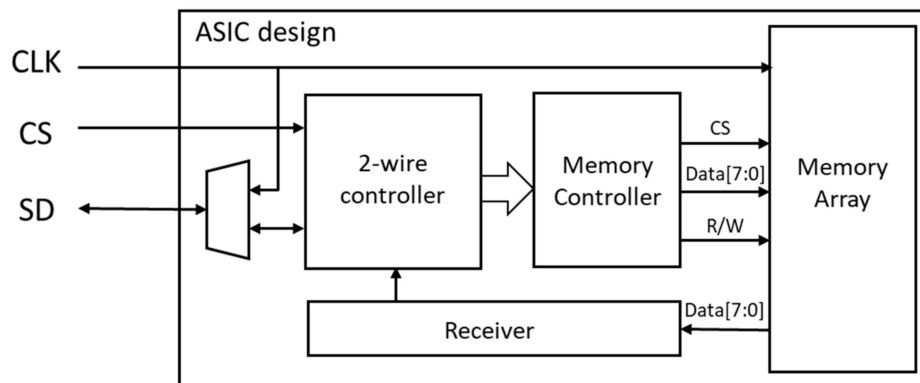 ASIC design
CLK
CS
SD
2-wire
controller
Memory
Controller
CS
Data[7:0]
R/W
Memory
Array
Receiver
Data[7:0]